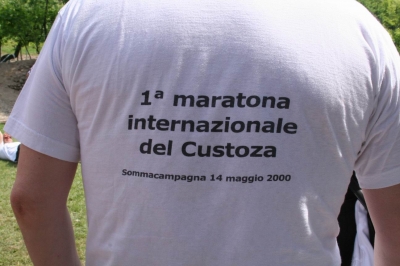 1ª maratona
internazionale
del Custoza
Sommacampagna 14 maggio 2000